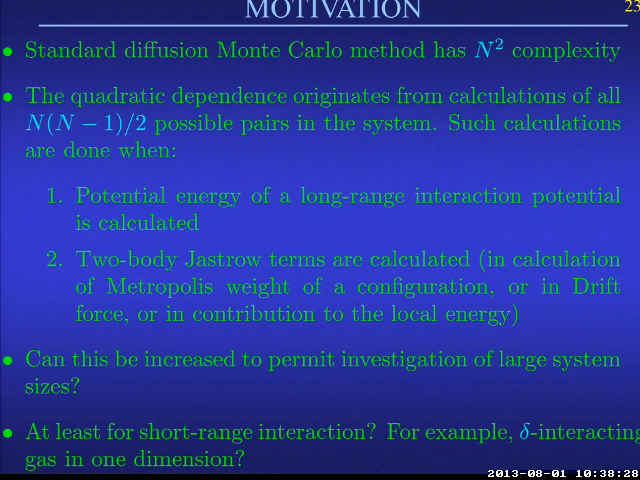 MOTIVATION
23
• Standard diffusion Monte Carlo method has N² complexity
• The quadratic dependence originates from calculations of all
N(N − 1)/2 possible pairs in the system. Such calculations
are done when:
1. Potential energy of a long-range interaction potential
is calculated
2. Two-body Jastrow terms are calculated (in calculation
of Metropolis weight of a configuration, or in Drift
force, or in contribution to the local energy)
• Can this be increased to permit investigation of large system
sizes?
• At least for short-range interaction? For example, δ-interacting
gas in one dimension?
2013-08-01 10:38:28